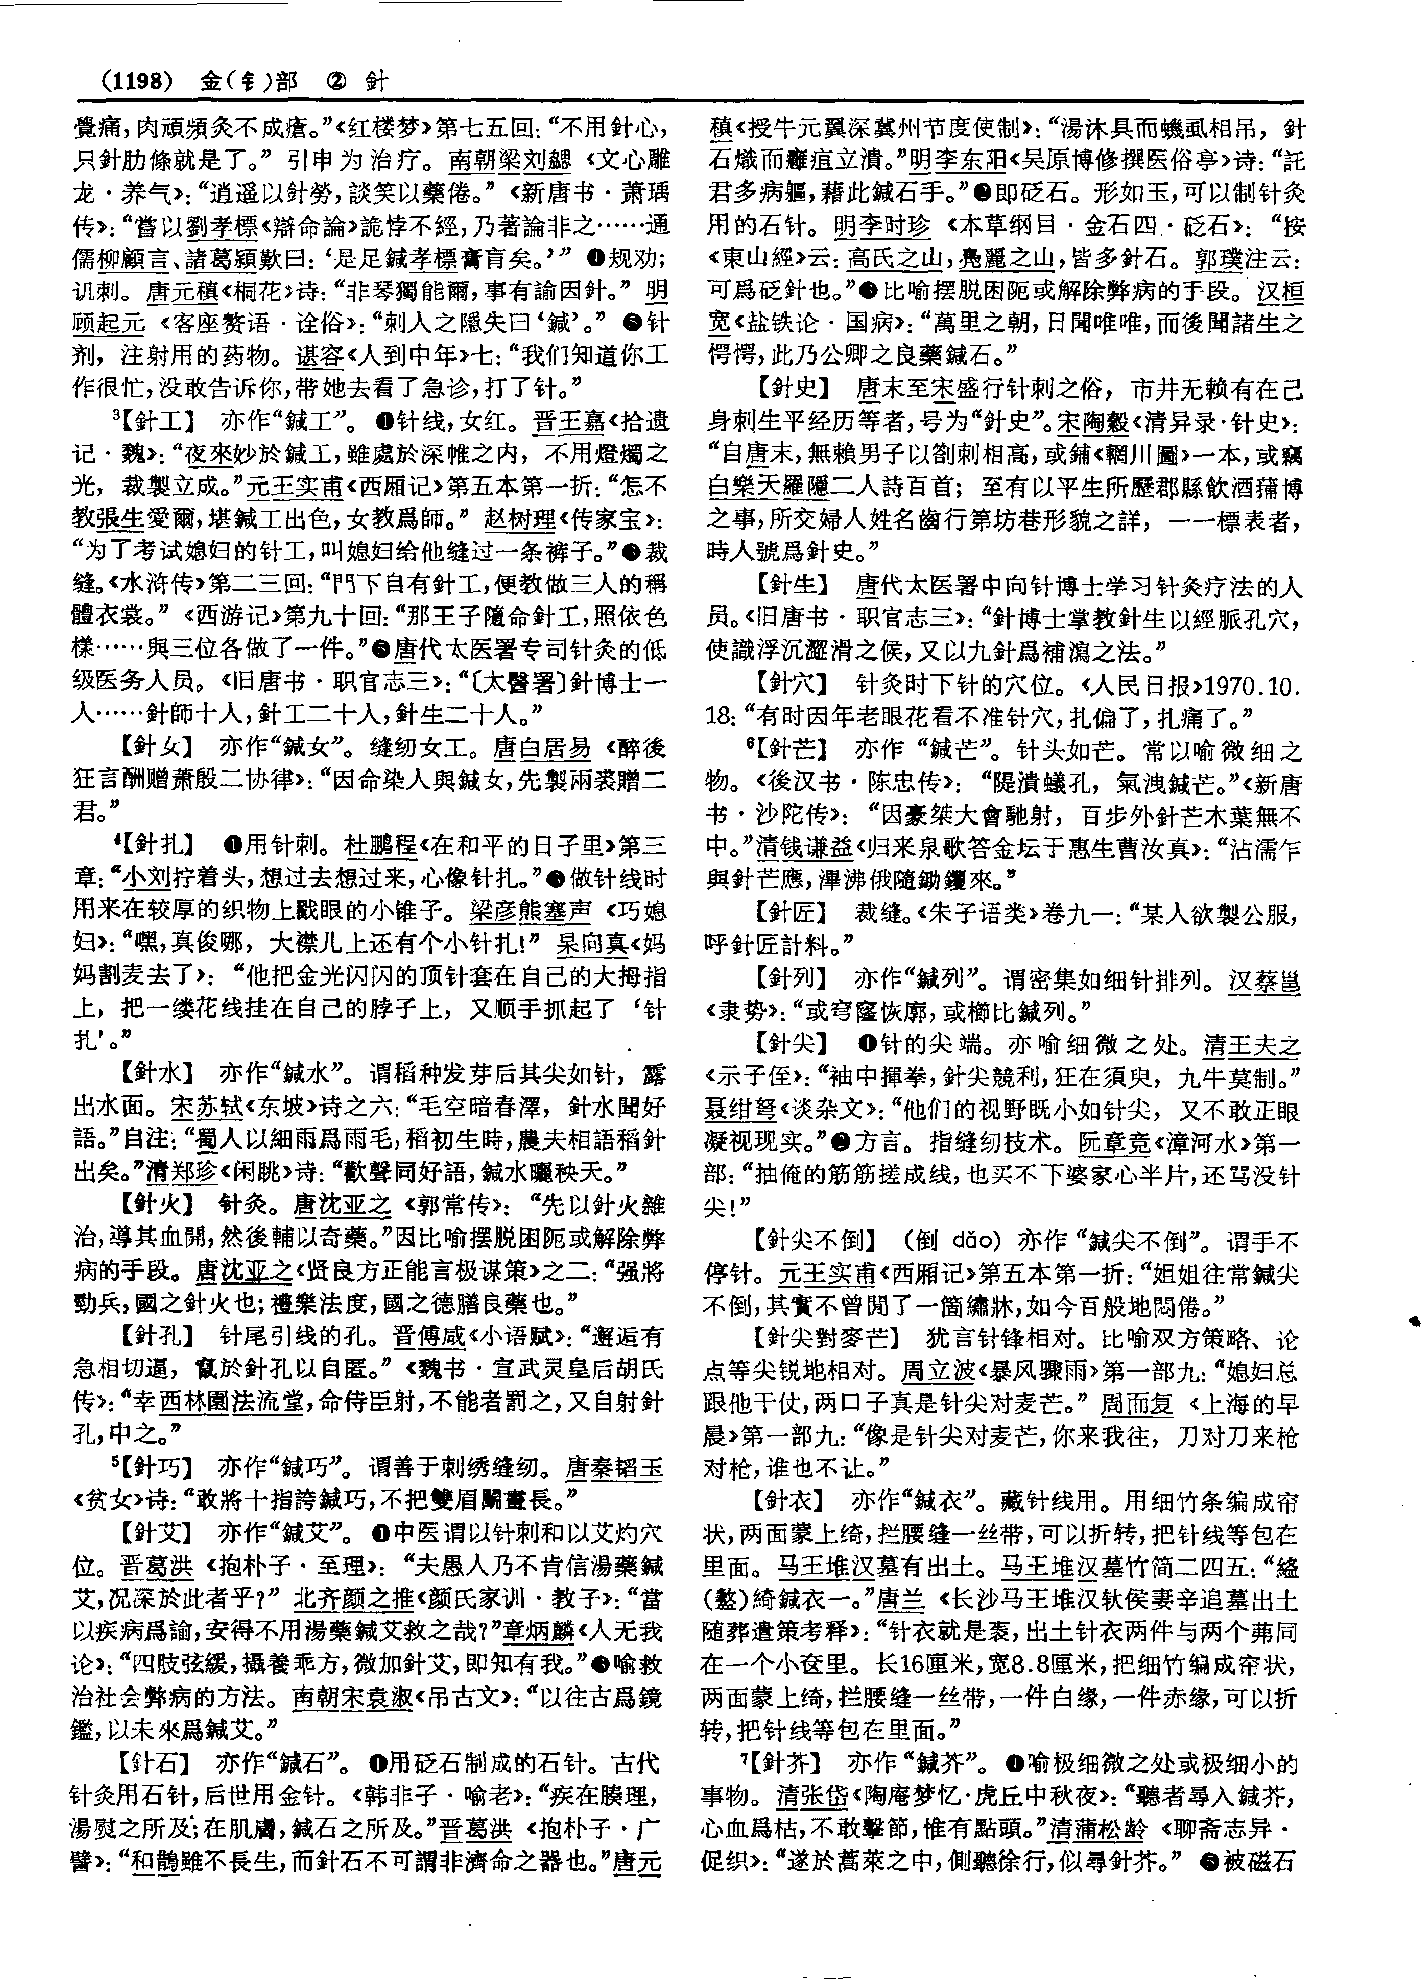 (1198) 金(钅)部 ② 針
覺痛，肉頑頻灸不成瘡。”《红楼梦》第七五回：“不用針心，
只針肋條就是了。” 引申为治疗。南朝梁刘勰《文心雕
龙·养气》：“逍遥以針勞，談笑以藥倦。”《新唐书·萧瑀
传》：“嘗以劉孝標《辯命論》詭悖不經，乃著論非之……通
儒柳顧言、諸葛穎歎曰：‘是足鍼孝標膏肓矣。’” ❹规劝；
讥刺。唐元稹《桐花》诗：“非琴獨能爾，事有諭因針。” 明
顾起元《客座赘语·诠俗》：“刺人之隱失曰‘鍼’。” ❺针
剂，注射用的药物。谌容《人到中年》七：“我们知道你工
作很忙，没敢告诉你，带她去看了急诊，打了针。”
³【針工】 亦作“鍼工”。❶针线，女红。晋王嘉《拾遗
记·魏》：“夜來妙於鍼工，雖處於深帷之内，不用燈燭之
光，裁製立成。”元王实甫《西厢记》第五本第一折：“怎不
教張生愛爾，堪鍼工出色，女教爲師。” 赵树理《传家宝》：
“为了考试媳妇的针工，叫媳妇给他缝过一条裤子。”❷裁
缝。《水浒传》第二三回：“門下自有針工，便教做三人的稱
體衣裳。”《西游记》第九十回：“那王子隨命針工，照依色
樣……與三位各做了一件。”❸唐代太医署专司针灸的低
级医务人员。《旧唐书·职官志三》：“〔太醫署〕針博士一
人……針師十人，針工二十人，針生二十人。”
【針女】 亦作“鍼女”。缝纫女工。唐白居易《醉後
狂言酬赠萧殷二协律》：“因命染人與鍼女，先製兩裘贈二
君。”
⁴【針扎】 ❶用针刺。杜鹏程《在和平的日子里》第三
章：“小刘拧着头，想过去想过来，心像针扎。”❷做针线时
用来在较厚的织物上戳眼的小锥子。梁彦熊塞声《巧媳
妇》：“嘿，真俊哪，大襟儿上还有个小针扎！” 杲向真《妈
妈割麦去了》：“他把金光闪闪的顶针套在自己的大拇指
上，把一缕花线挂在自己的脖子上，又顺手抓起了‘针
扎’。”
【針水】 亦作“鍼水”。谓稻种发芽后其尖如针，露
出水面。宋苏轼《东坡》诗之六：“毛空暗春澤，針水聞好
語。”自注：“蜀人以細雨爲雨毛，稻初生時，農夫相語稻針
出矣。”清郑珍《闲眺》诗：“歡聲同好語，鍼水曬秧天。”
【針火】 针灸。唐沈亚之《郭常传》：“先以針火雜
治，導其血開，然後輔以奇藥。”因比喻摆脱困阨或解除弊
病的手段。唐沈亚之《贤良方正能言极谋策》之二：“强將
勁兵，國之針火也；禮樂法度，國之德膳良藥也。”
【針孔】 针尾引线的孔。晋傅咸《小语赋》：“邂逅有
急相切逼，竄於針孔以自匿。”《魏书·宣武灵皇后胡氏
传》：“幸西林園法流堂，命侍臣射，不能者罰之，又自射針
孔，中之。”
⁵【針巧】 亦作“鍼巧”。谓善于刺绣缝纫。唐秦韬玉
《贫女》诗：“敢將十指誇鍼巧，不把雙眉鬭畫長。”
【針艾】 亦作“鍼艾”。❶中医谓以针刺和以艾灼穴
位。晋葛洪《抱朴子·至理》：“夫愚人乃不肯信湯藥鍼
艾，况深於此者乎？” 北齐颜之推《颜氏家训·教子》：“當
以疾病爲諭，安得不用湯藥鍼艾救之哉？”章炳麟《人无我
论》：“四肢弦緩，攝養乖方，微加針艾，即知有我。”❷喻救
治社会弊病的方法。南朝宋袁淑《吊古文》：“以往古爲鏡
鑑，以未來爲鍼艾。”
【針石】 亦作“鍼石”。❶用砭石制成的石针。古代
针灸用石针，后世用金针。《韩非子·喻老》：“疾在腠理，
湯熨之所及；在肌膚，鍼石之所及。”晋葛洪《抱朴子·广
譬》：“和鵲雖不長生，而針石不可謂非濟命之器也。”唐元
稹《授牛元翼深冀州节度使制》：“湯沐具而蟣虱相吊，針
石熾而癰疽立潰。”明李东阳《吴原博修撰医俗亭》诗：“託
君多病軀，藉此鍼石手。”❷即砭石。形如玉，可以制针灸
用的石针。明李时珍《本草纲目·金石四·砭石》：“按
《東山經》云：高氏之山，鳧麗之山，皆多針石。郭璞注云：
可爲砭針也。”❸比喻摆脱困阨或解除弊病的手段。汉桓
宽《盐铁论·国病》：“萬里之朝，日聞唯唯，而後聞諸生之
愕愕，此乃公卿之良藥鍼石。”
【針史】 唐末至宋盛行针刺之俗，市井无赖有在己
身刺生平经历等者，号为“針史”。宋陶穀《清异录·针史》：
“自唐末，無賴男子以劄刺相高，或鋪《輞川圖》一本，或竊
白樂天羅隱二人詩百首；至有以平生所歷郡縣飲酒蒱博
之事，所交婦人姓名齒行第坊巷形貌之詳，一一標表者，
時人號爲針史。”
【針生】 唐代太医署中向针博士学习针灸疗法的人
员。《旧唐书·职官志三》：“針博士掌教針生以經脈孔穴，
使識浮沉澀滑之候，又以九針爲補瀉之法。”
【針穴】 针灸时下针的穴位。《人民日报》1970.10.
18：“有时因年老眼花看不准针穴，扎偏了，扎痛了。”
⁶【針芒】 亦作“鍼芒”。针头如芒。常以喻微细之
物。《後汉书·陈忠传》：“隄潰蟻孔，氣洩鍼芒。”《新唐
书·沙陀传》：“因豪桀大會馳射，百步外針芒木葉無不
中。”清钱谦益《归来泉歌答金坛于惠生曹汝真》：“沾濡乍
與針芒應，滭沸俄隨鋤钁來。”
【針匠】 裁缝。《朱子语类》卷九一：“某人欲製公服，
呼針匠計料。”
【針列】 亦作“鍼列”。谓密集如细针排列。汉蔡邕
《隶势》：“或穹窿恢廓，或櫛比鍼列。”
【針尖】 ❶针的尖端。亦喻细微之处。清王夫之
《示子侄》：“袖中揮拳，針尖競利，狂在須臾，九牛莫制。”
聂绀弩《谈杂文》：“他们的视野既小如针尖，又不敢正眼
凝视现实。”❷方言。指缝纫技术。阮章竞《漳河水》第一
部：“抽俺的筋筋搓成线，也买不下婆家心半片，还骂没针
尖！”
【針尖不倒】 （倒 dǎo）亦作“鍼尖不倒”。谓手不
停针。元王实甫《西厢记》第五本第一折：“姐姐往常鍼尖
不倒，其實不曾閒了一箇繡牀，如今百般地悶倦。”
【針尖對麥芒】 犹言针锋相对。比喻双方策略、论
点等尖锐地相对。周立波《暴风骤雨》第一部九：“媳妇总
跟他干仗，两口子真是针尖对麦芒。” 周而复《上海的早
晨》第一部九：“像是针尖对麦芒，你来我往，刀对刀来枪
对枪，谁也不让。”
【針衣】 亦作“鍼衣”。藏针线用。用细竹条编成帘
状，两面蒙上绮，拦腰缝一丝带，可以折转，把针线等包在
里面。马王堆汉墓有出土。马王堆汉墓竹简二四五：“
(盭)綺鍼衣一。”唐兰《长沙马王堆汉轪侯妻辛追墓出土
随葬遣策考释》：“针衣就是袠，出土针衣两件与两个茀同
在一个小奁里。长16厘米，宽8.8厘米，把细竹编成帘状，
两面蒙上绮，拦腰缝一丝带，一件白缘，一件赤缘，可以折
转，把针线等包在里面。”
⁷【針芥】 亦作“鍼芥”。❶喻极细微之处或极细小的
事物。清张岱《陶庵梦忆·虎丘中秋夜》：“聽者尋入鍼芥，
心血爲枯，不敢擊節，惟有點頭。”清蒲松龄《聊斋志异·
促织》：“遂於蒿萊之中，側聽徐行，似尋針芥。” ❷被磁石